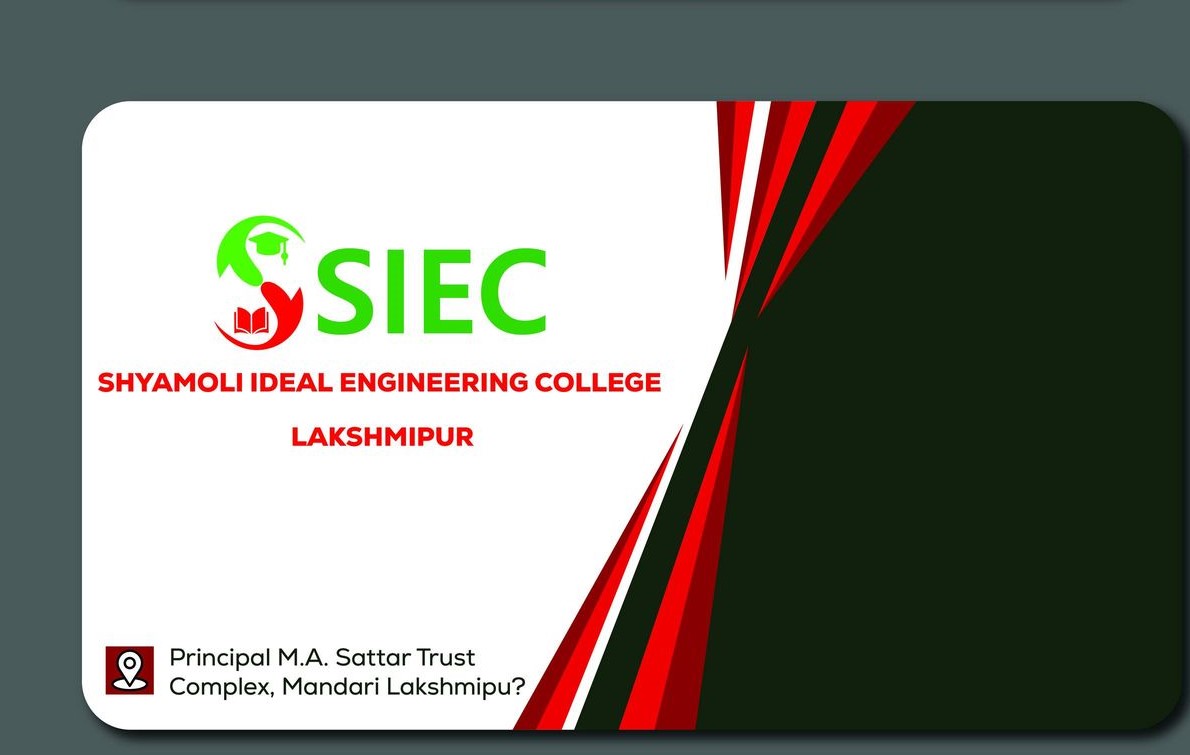 SIEC
SHYAMOLI IDEAL ENGINEERING COLLEGE
LAKSHMIPUR
Principal M.A. Sattar Trust
Complex, Mandari Lakshmipu?